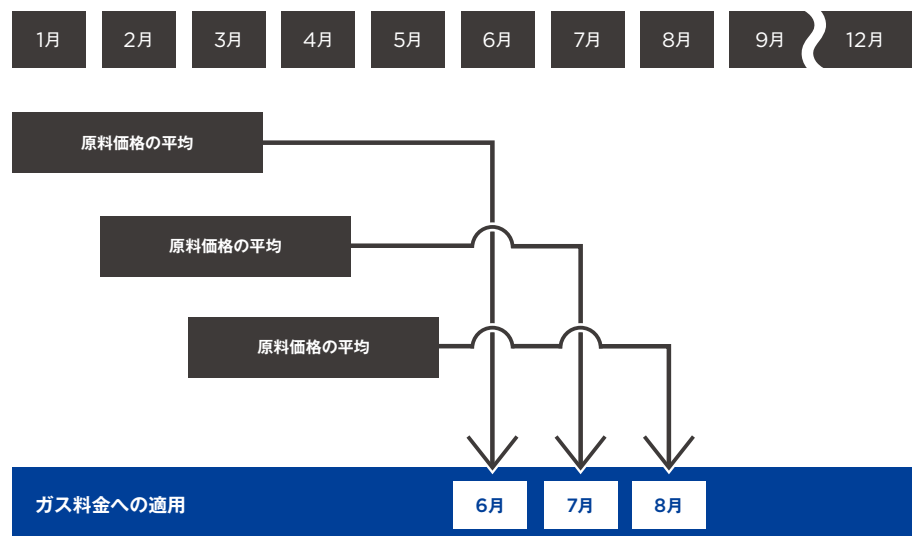 1月 2月 3月 4月 5月 6月 7月 8月 9月 12月
原料価格の平均
原料価格の平均
原料価格の平均
ガス料金への適用 6月 7月 8月